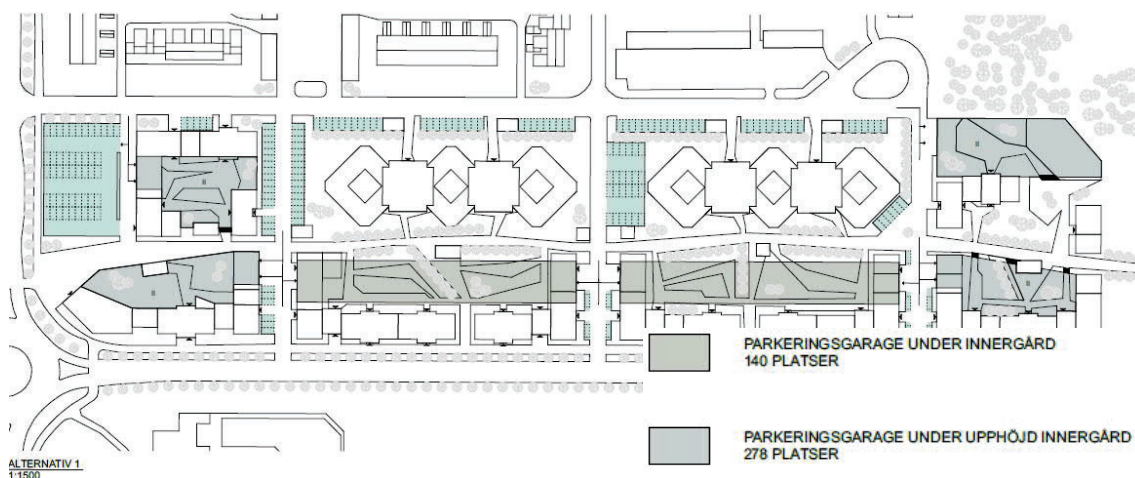 PARKERINGSGARAGE UNDER INNERGÅRD
140 PLATSER
PARKERINGSGARAGE UNDER UPPHÖJD INNERGÅRD
278 PLATSER
ALTERNATIV 1
1:1500